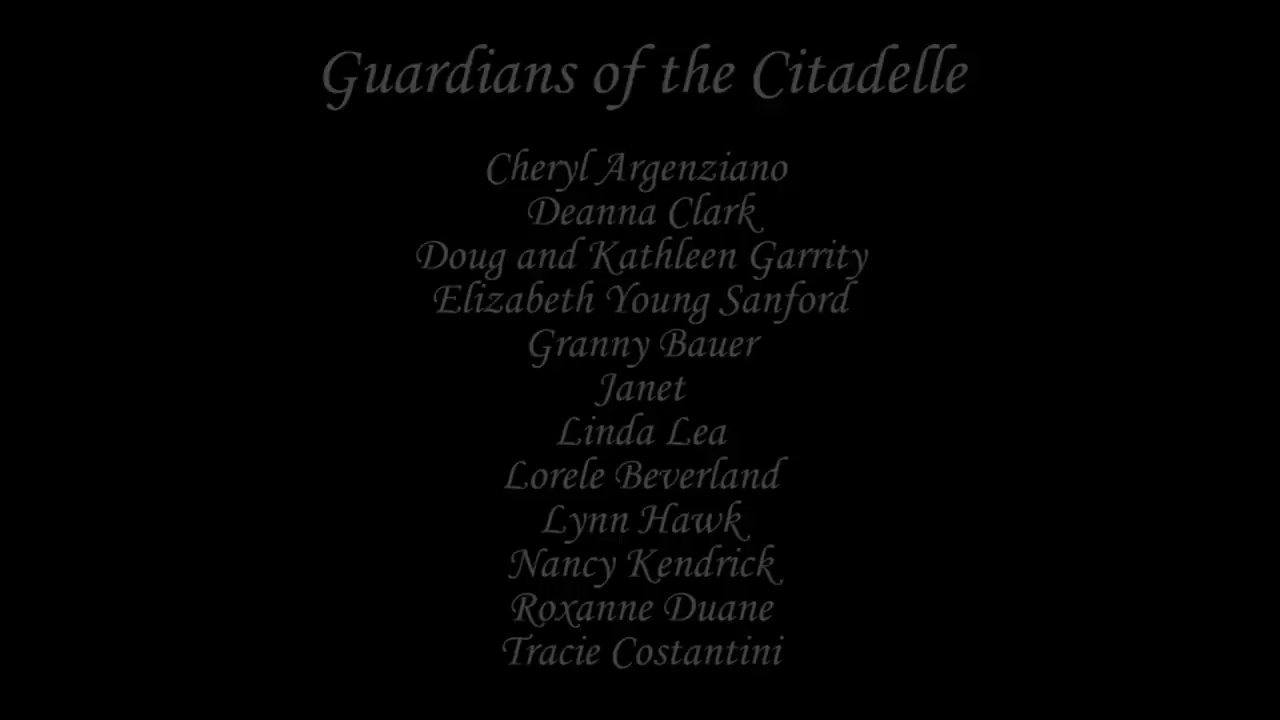 Guardians of the Citadelle
Cheryl Argenziano
Deanna Clark
Doug and Kathleen Garrity
Elizabeth Young Sanford
Granny Bauer
Janet
Linda Lea
Lorele Beverland
Lynn Hawk
Nancy Kendrick
Roxanne Duane
Tracie Costantini